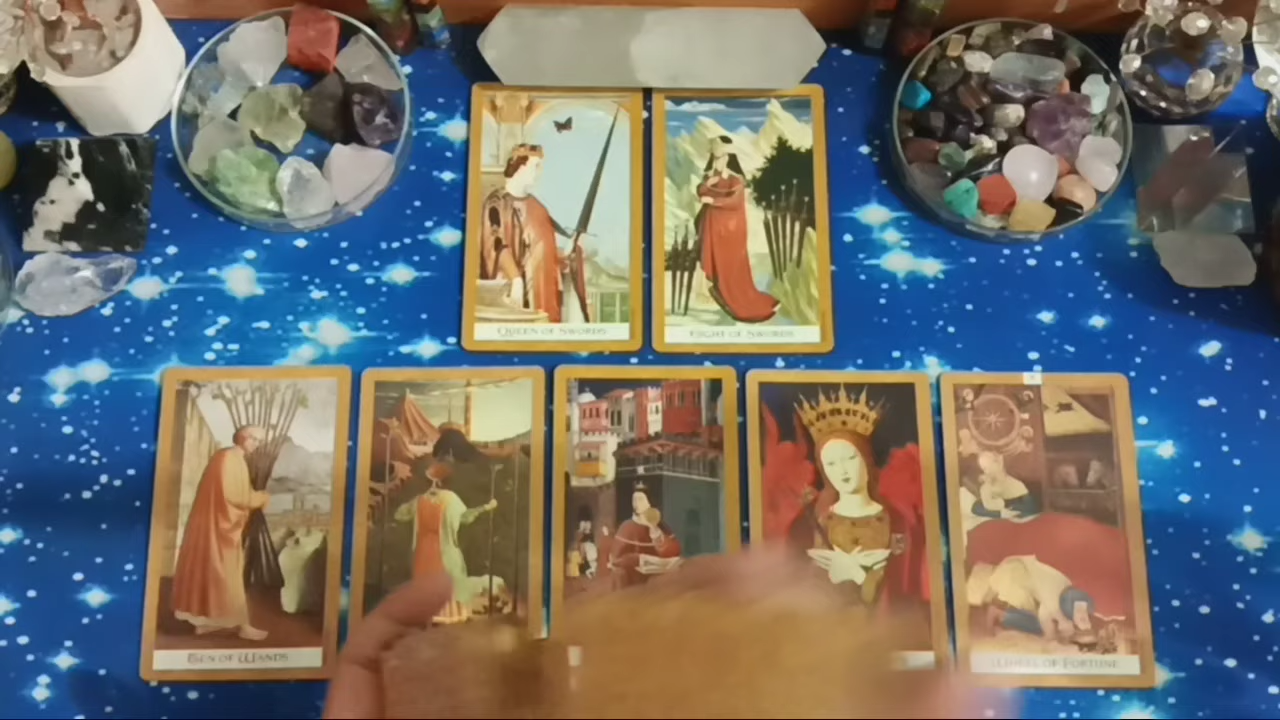 QUEEN OF SWORDS
EIGHT OF SWORDS
TEN OF WANDS
WHEEL OF FORTUNE